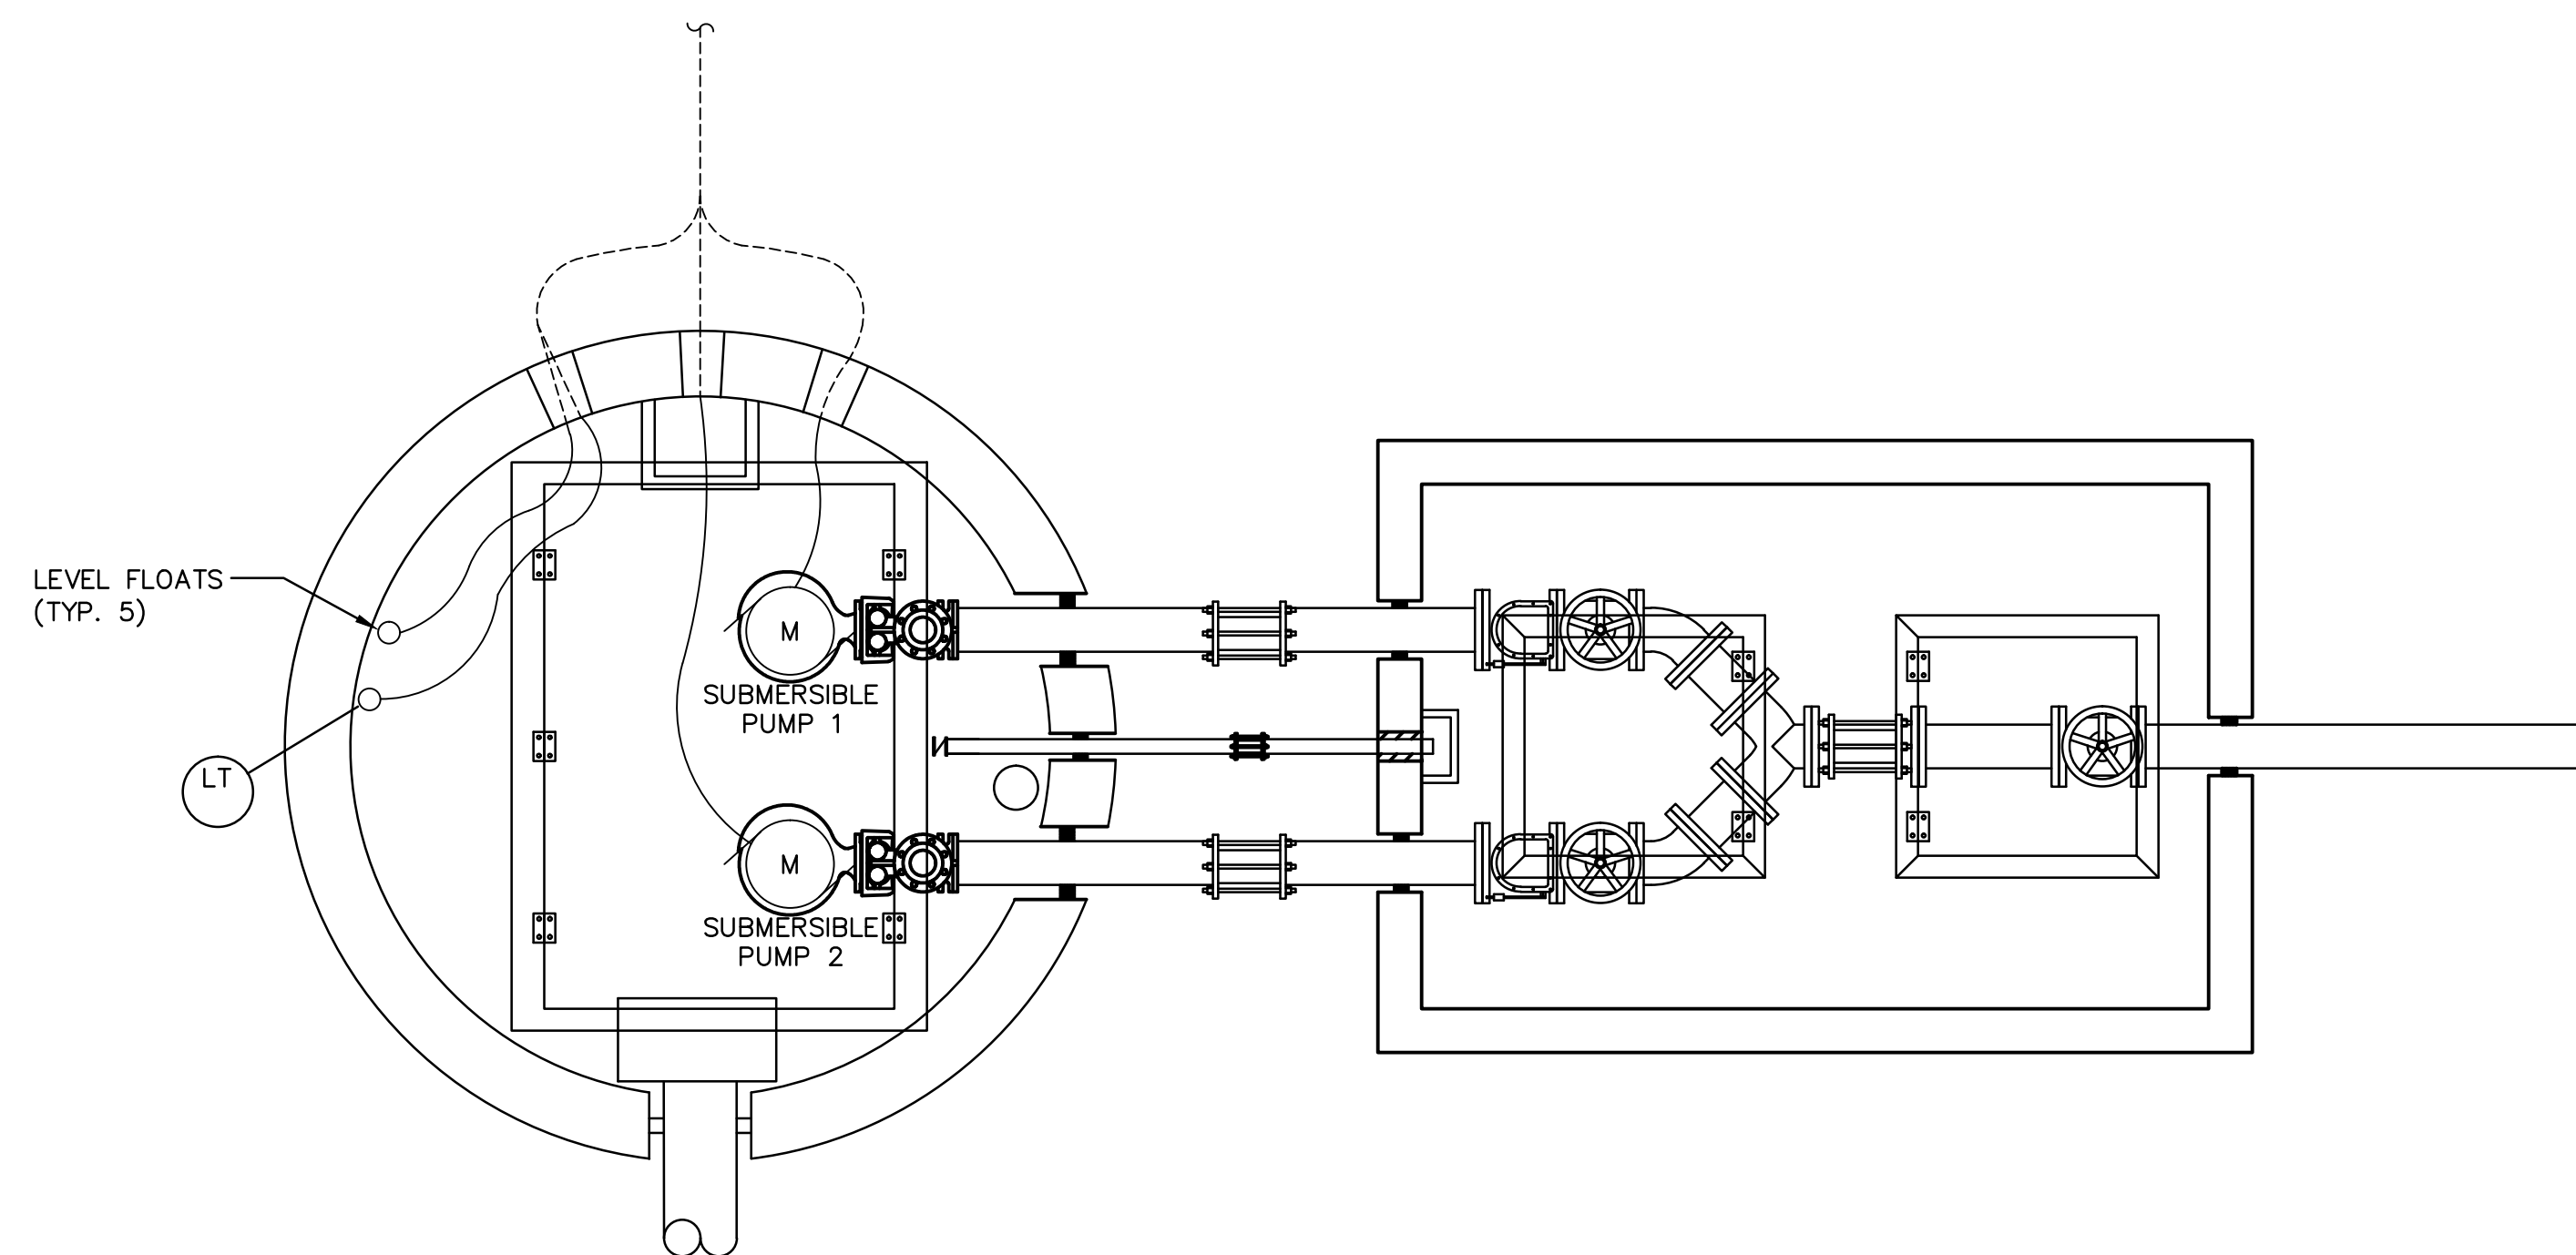 LEVEL FLOATS
(TYP. 5)
LT
M
SUBMERSIBLE
PUMP 1
M
SUBMERSIBLE
PUMP 2